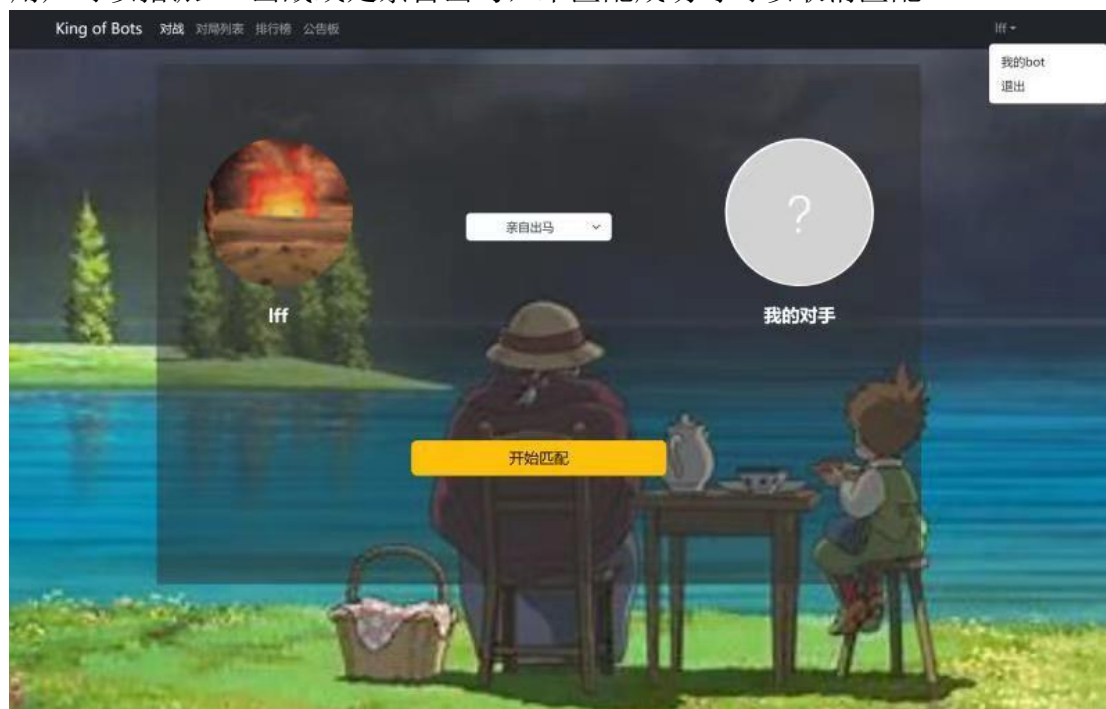 King of Bots 对战 对局列表 排行榜 公告板 lff
我的bot
退出
亲自出马
?
lff 我的对手
开始匹配